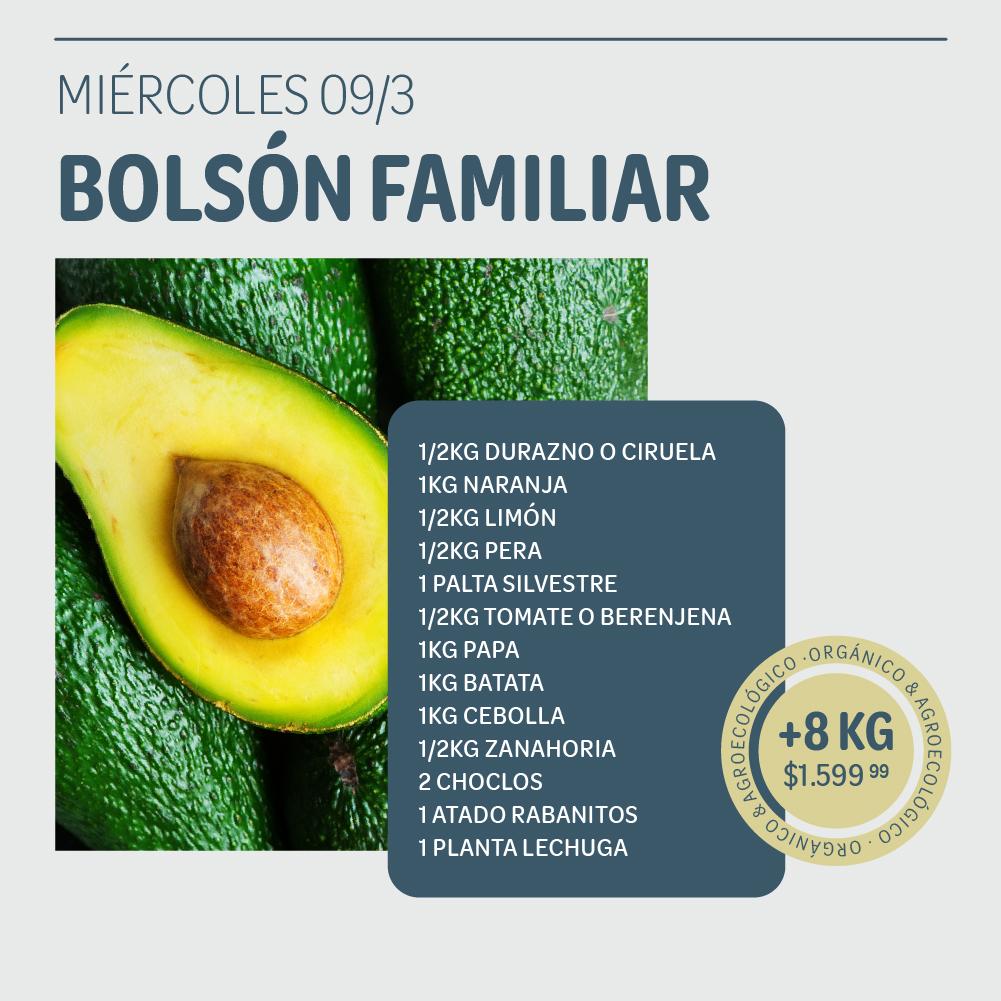 MIÉRCOLES 09/3
BOLSÓN FAMILIAR
1/2KG DURAZNO O CIRUELA
1KG NARANJA
1/2KG LIMÓN
1/2KG PERA
1 PALTA SILVESTRE
1/2KG TOMATE O BERENJENA
1KG PAPA
1KG BATATA
1KG CEBOLLA
1/2KG ZANAHORIA
2 CHOCLOS
1 ATADO RABANITOS
1 PLANTA LECHUGA
·ORGÁNICO & AGROECOLÓGICO · ORGÁNICO & AGROECOLÓGICO
+8 KG
$1.599 99